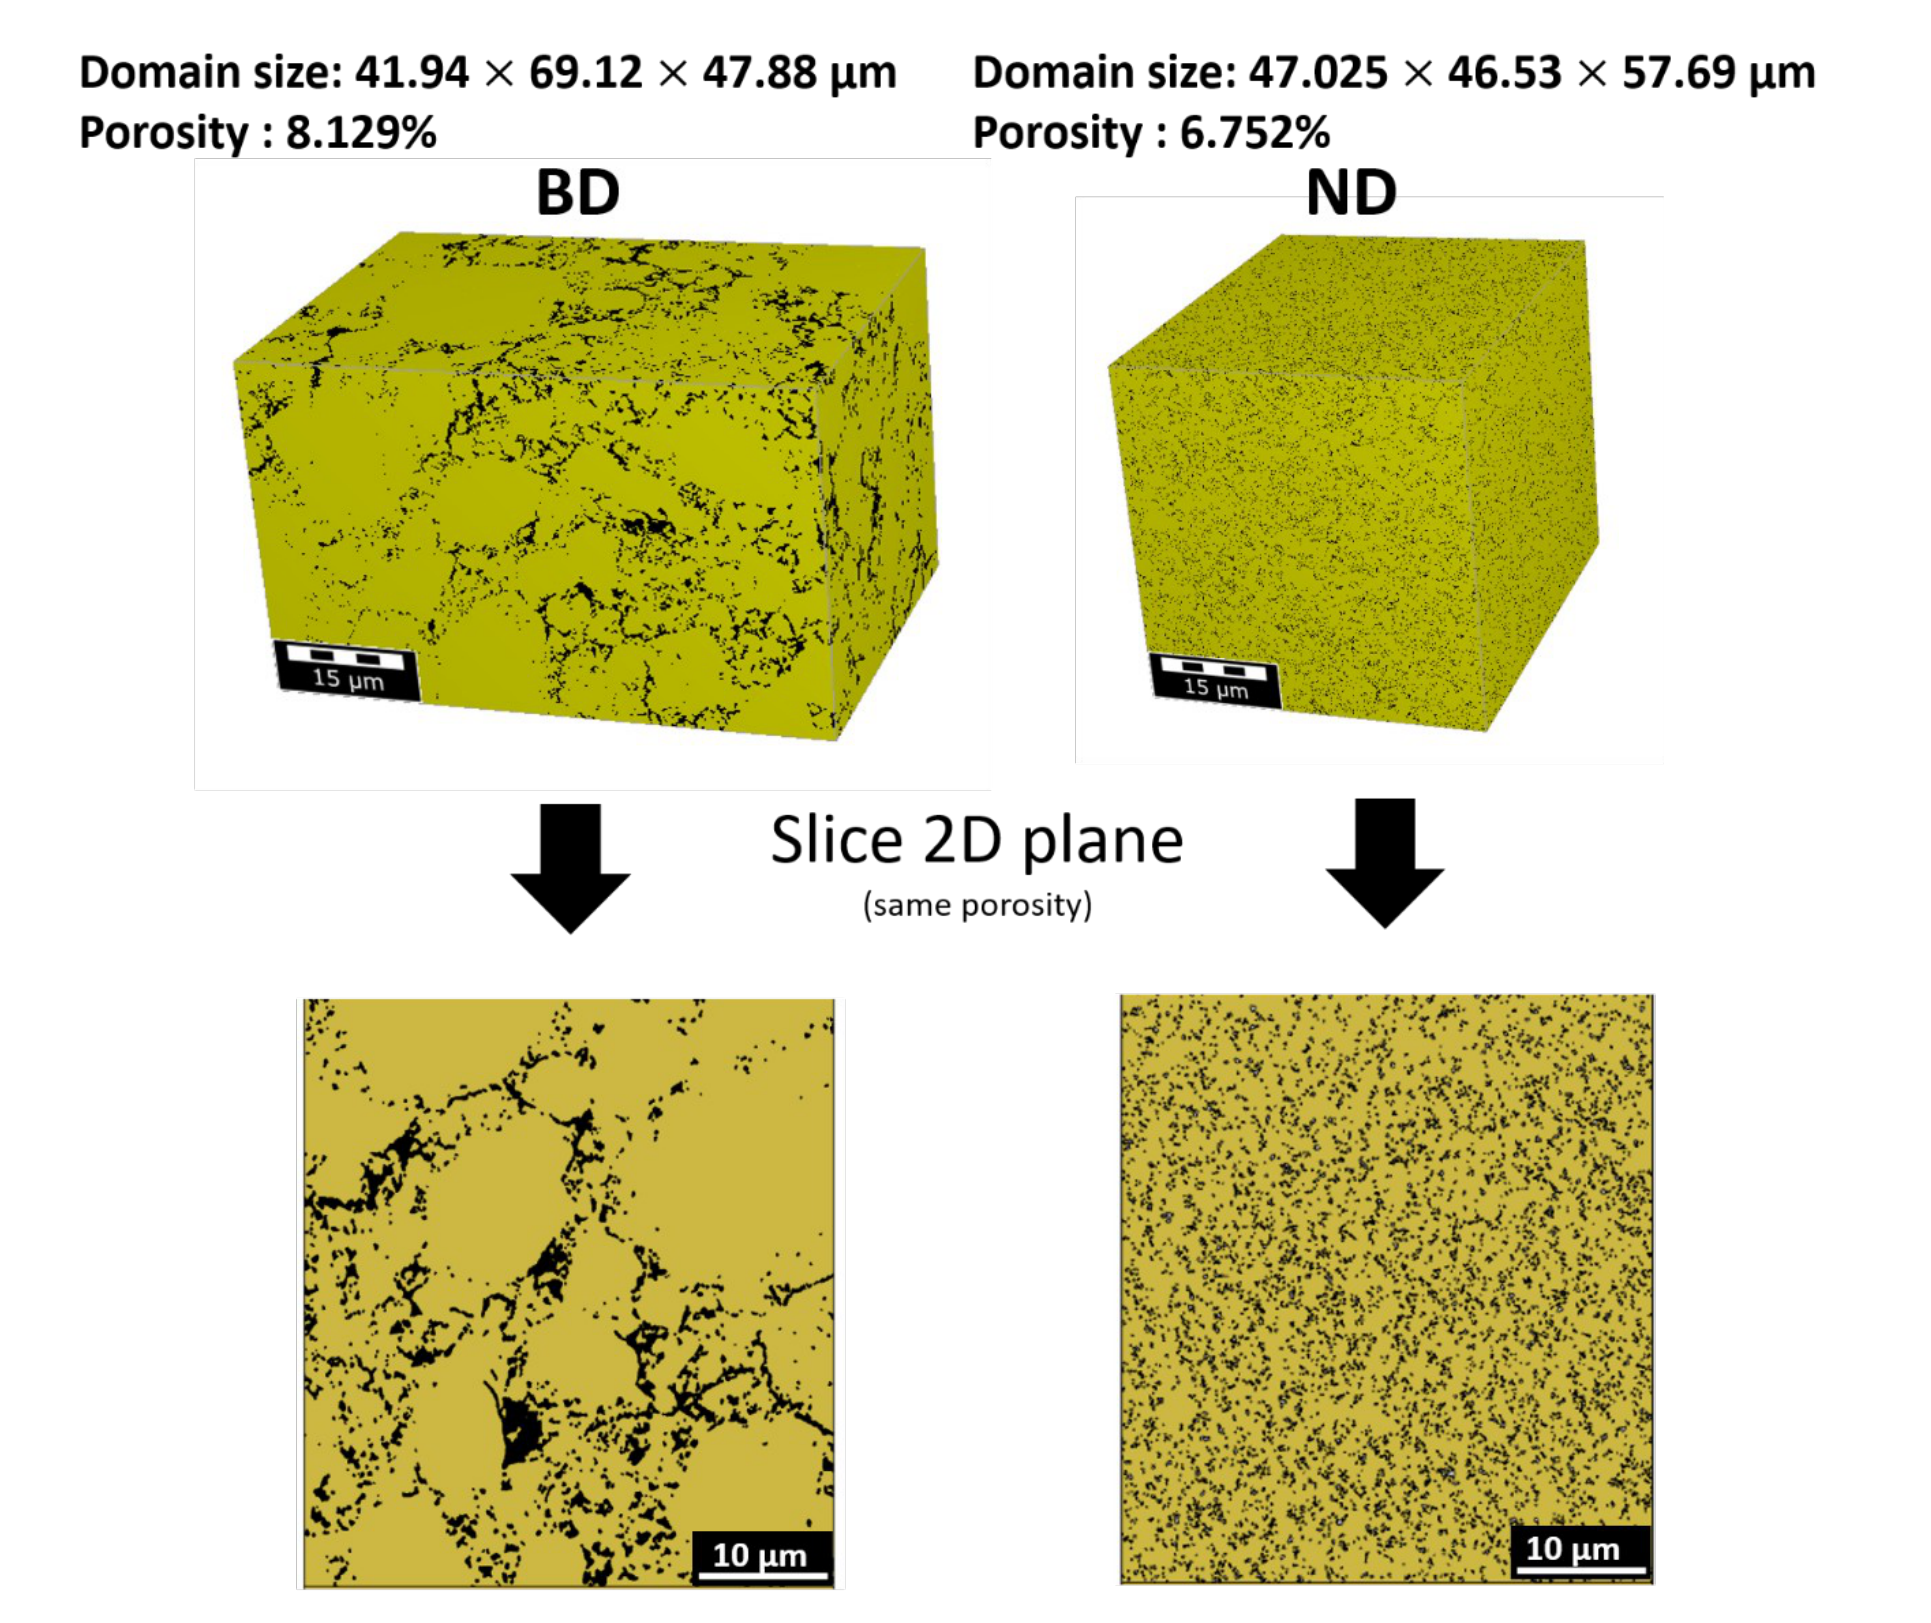 Domain size: 41.94 × 69.12 × 47.88 µm
Porosity : 8.129%
Domain size: 47.025 × 46.53 × 57.69 µm
Porosity : 6.752%
BD
ND
15 µm
15 µm
Slice 2D plane
(same porosity)
10 µm
10 µm